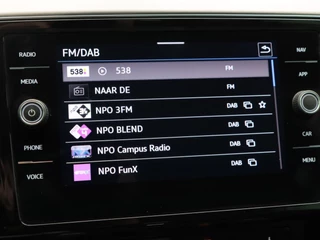 FM/DAB
RADIO
MEDIA
PHONE
VOICE
NAV
APP
CAR
MENU
538 538 FM
NAAR DE FM
NPO 3FM DAB
NPO BLEND DAB
NPO Campus Radio DAB
NPO FunX DAB